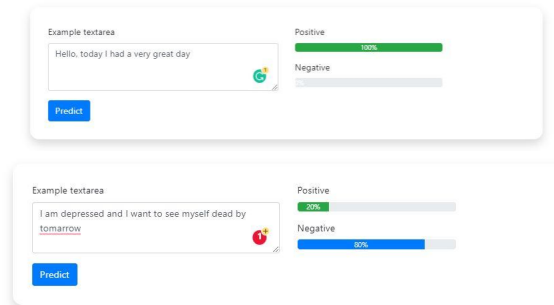 Example textarea
Positive
Hello, today I had a very great day
100%
Negative
Predict
Example textarea
Positive
I am depressed and I want to see myself dead by
tomarrow
20%
Negative
80%
Predict